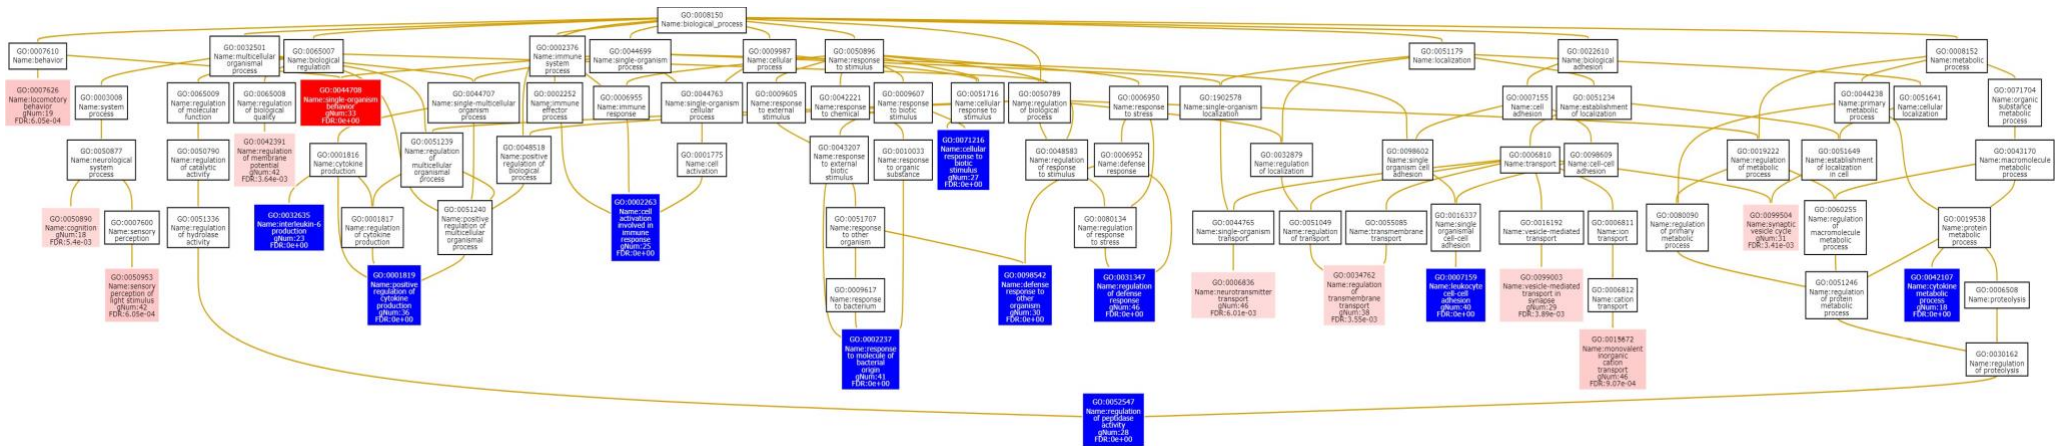 GO:0008150
Name:biological_process
GO:0007610
Name:behavior
GO:0032501
Name:multicellular
organismal
process
GO:0065007
Name:biological
regulation
GO:0002376
Name:immune
system
process
GO:0044699
Name:single-organism
process
GO:0009987
Name:cellular
process
GO:0050896
Name:response
to stimulus
GO:0051179
Name:localization
GO:0022610
Name:biological
adhesion
GO:0008152
Name:metabolic
process
GO:0007626
Name:locomotory
behavior
gNum:19
FDR:6.05e-04
GO:0003008
Name:system
process
GO:0065009
Name:regulation
of molecular
function
GO:0065008
Name:regulation
of biological
quality
GO:0044708
Name:single-organism
behavior
gNum:33
FDR:0e+00
GO:0044707
Name:single-multicellular
organism
process
GO:0002252
Name:immune
effector
process
GO:0006955
Name:immune
response
GO:0044763
Name:single-organism
cellular
process
GO:0009605
Name:response
to external
stimulus
GO:0042221
Name:response
to chemical
GO:0009607
Name:response
to biotic
stimulus
GO:0051716
Name:cellular
response
to stimulus
GO:0050789
Name:regulation
of biological
process
GO:0006950
Name:response
to stress
GO:1902578
Name:single-organism
localization
GO:0007155
Name:cell
adhesion
GO:0051234
Name:establishment
of localization
GO:0044238
Name:primary
metabolic
process
GO:0051641
Name:cellular
localization
GO:0071704
Name:organic
substance
metabolic
process
GO:0050877
Name:neurological
system
process
GO:0050790
Name:regulation
of catalytic
activity
GO:0042391
Name:regulation
of membrane
potential
gNum:42
FDR:3.64e-03
GO:0001816
Name:cytokine
production
GO:0051239
Name:regulation
of
multicellular
organismal
process
GO:0048518
Name:positive
regulation of
biological
process
GO:0001775
Name:cell
activation
GO:0043207
Name:response
to external
biotic
stimulus
GO:0010033
Name:response
to organic
substance
GO:0071216
Name:cellular
response to
biotic
stimulus
gNum:27
FDR:0e+00
GO:0048583
Name:regulation
of response
to stimulus
GO:0006952
Name:defense
response
GO:0032879
Name:regulation
of localization
GO:0098602
Name:single
organism cell
adhesion
GO:0006810
Name:transport
GO:0098609
Name:cell-cell
adhesion
GO:0019222
Name:regulation
of metabolic
process
GO:0051649
Name:establishment
of localization
in cell
GO:0043170
Name:macromolecule
metabolic
process
GO:0050890
Name:cognition
gNum:18
FDR:5.4e-03
GO:0007600
Name:sensory
perception
GO:0051336
Name:regulation
of hydrolase
activity
GO:0032635
Name:interleukin-6
production
gNum:23
FDR:0e+00
GO:0001817
Name:regulation
of cytokine
production
GO:0051240
Name:positive
regulation of
multicellular
organismal
process
GO:0002263
Name:cell
activation
involved in
immune
response
gNum:25
FDR:0e+00
GO:0051707
Name:response
to other
organism
GO:0080134
Name:regulation
of response
to stress
GO:0044765
Name:single-organism
transport
GO:0051049
Name:regulation
of transport
GO:0055085
Name:transmembrane
transport
GO:0016337
Name:single
organismal
cell-cell
adhesion
GO:0016192
Name:vesicle-mediated
transport
GO:0006811
Name:ion
transport
GO:0080090
Name:regulation
of primary
metabolic
process
GO:0099504
Name:synaptic
vesicle cycle
gNum:31
FDR:3.41e-03
GO:0060255
Name:regulation
of
macromolecule
metabolic
process
GO:0019538
Name:protein
metabolic
process
GO:0050953
Name:sensory
perception of
light stimulus
gNum:42
FDR:6.05e-04
GO:0001819
Name:positive
regulation of
cytokine
production
gNum:36
FDR:0e+00
GO:0009617
Name:response
to bacterium
GO:0098542
Name:defense
response to
other
organism
gNum:30
FDR:0e+00
GO:0031347
Name:regulation
of defense
response
gNum:46
FDR:0e+00
GO:0006836
Name:neurotransmitter
transport
gNum:46
FDR:6.01e-03
GO:0034762
Name:regulation
of
transmembrane
transport
gNum:38
FDR:3.55e-03
GO:0007159
Name:leukocyte
cell-cell
adhesion
gNum:40
FDR:0e+00
GO:0099003
Name:vesicle-mediated
transport in
synapse
gNum:29
FDR:3.89e-03
GO:0006812
Name:cation
transport
GO:0051246
Name:regulation
of protein
metabolic
process
GO:0042107
Name:cytokine
metabolic
process
gNum:18
FDR:0e+00
GO:0006508
Name:proteolysis
GO:0002237
Name:response
to molecule of
bacterial
origin
gNum:41
FDR:0e+00
GO:0015672
Name:monovalent
inorganic
cation
transport
gNum:46
FDR:9.07e-04
GO:0030162
Name:regulation
of proteolysis
GO:0052547
Name:regulation
of peptidase
activity
gNum:28
FDR:0e+00